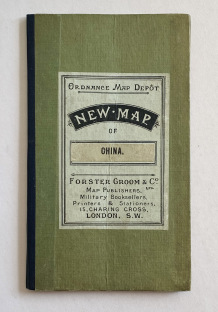 ORDNANCE MAP DEPÔT
NEW·MAP
OF
CHINA.
FORSTER GROOM & Cº
LTD
MAP PUBLISHERS,
Military Booksellers,
Printers & Stationers,
15, CHARING CROSS,
LONDON, S.W.